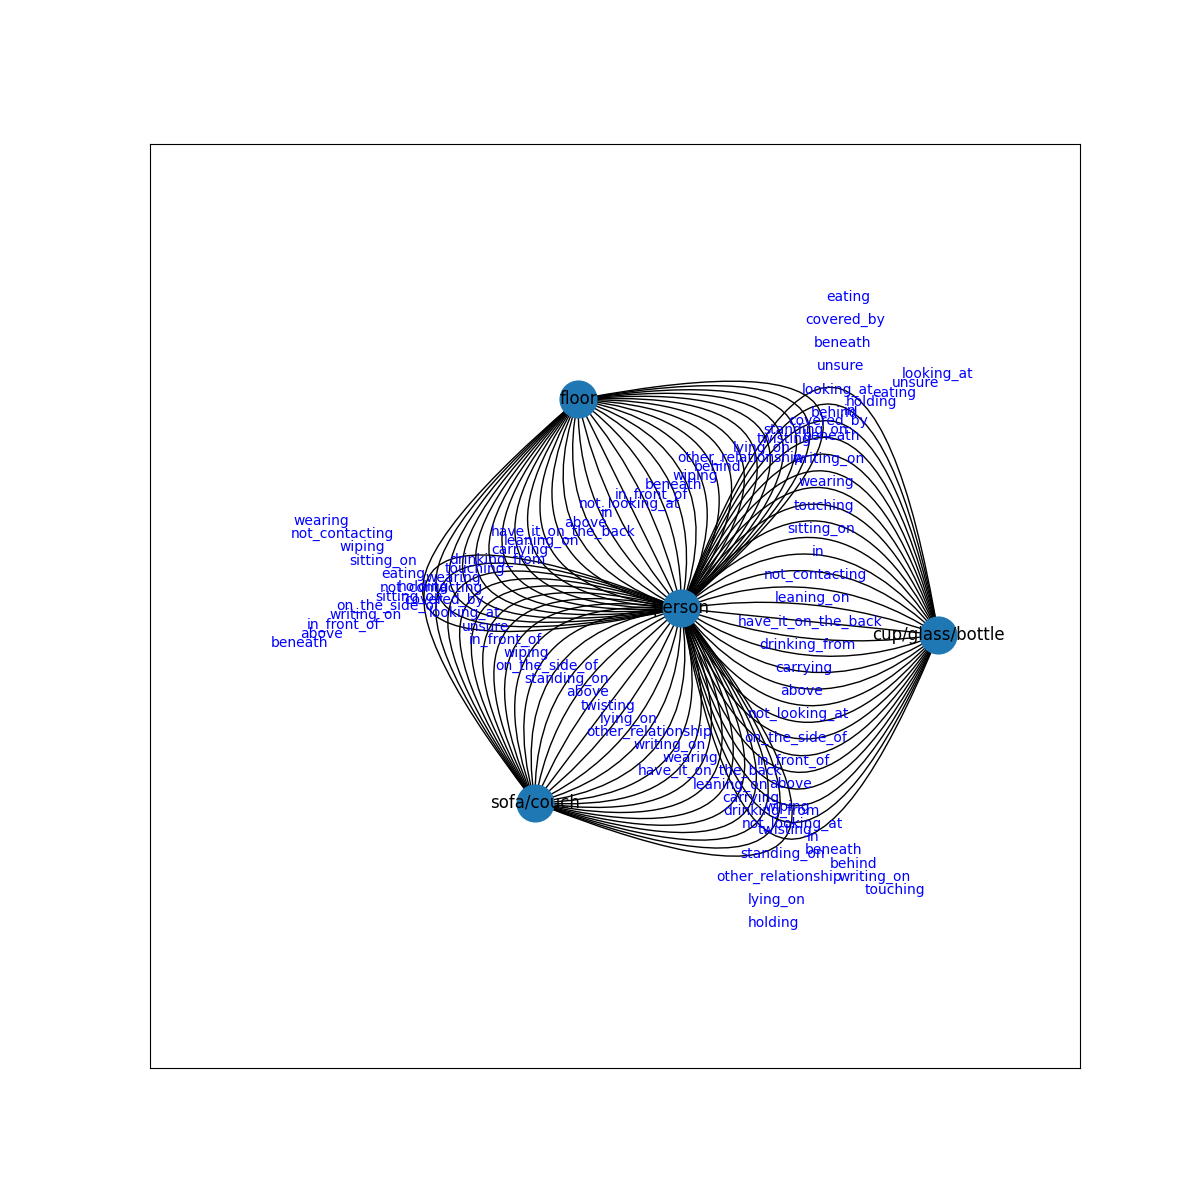 eating
covered_by
beneath
unsure
looking_at
unsure
looking_at
eating
floor
holding
behind
in
covered_by
standing_on
beneath
twisting
lying_on
other_relationship
writing_on
behind
wiping
wearing
beneath
in_front_of
not_looking_at
touching
in
wearing
above
sitting_on
have_it_on_the_back
not_contacting
leaning_on
wiping
carrying
in
drinking_from
sitting_on
touching
eating
not_contacting
wearing
holding
not_contacting
sitting_on
leaning_on
covered_by
on_the_side_of
person
looking_at
writing_on
have_it_on_the_back
in_front_of
unsure
above
cup/glass/bottle
in_front_of
beneath
drinking_from
wiping
on_the_side_of
carrying
standing_on
above
above
twisting
not_looking_at
lying_on
other_relationship
on_the_side_of
writing_on
wearing
in_front_of
have_it_on_the_back
above
leaning_on
carrying
sofa/couch
wiping
drinking_from
not_looking_at
twisting
in
beneath
standing_on
behind
other_relationship
writing_on
touching
lying_on
holding